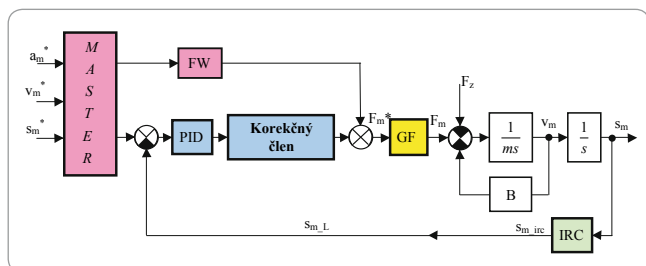 a_m^*
v_m^*
s_m^*
M
A
S
T
E
R
FW
PID
Korekčný
člen
F_m*
GF
F_m
F_z
1
ms
v_m
1
s
s_m
B
s_m_L
s_m_irc
IRC